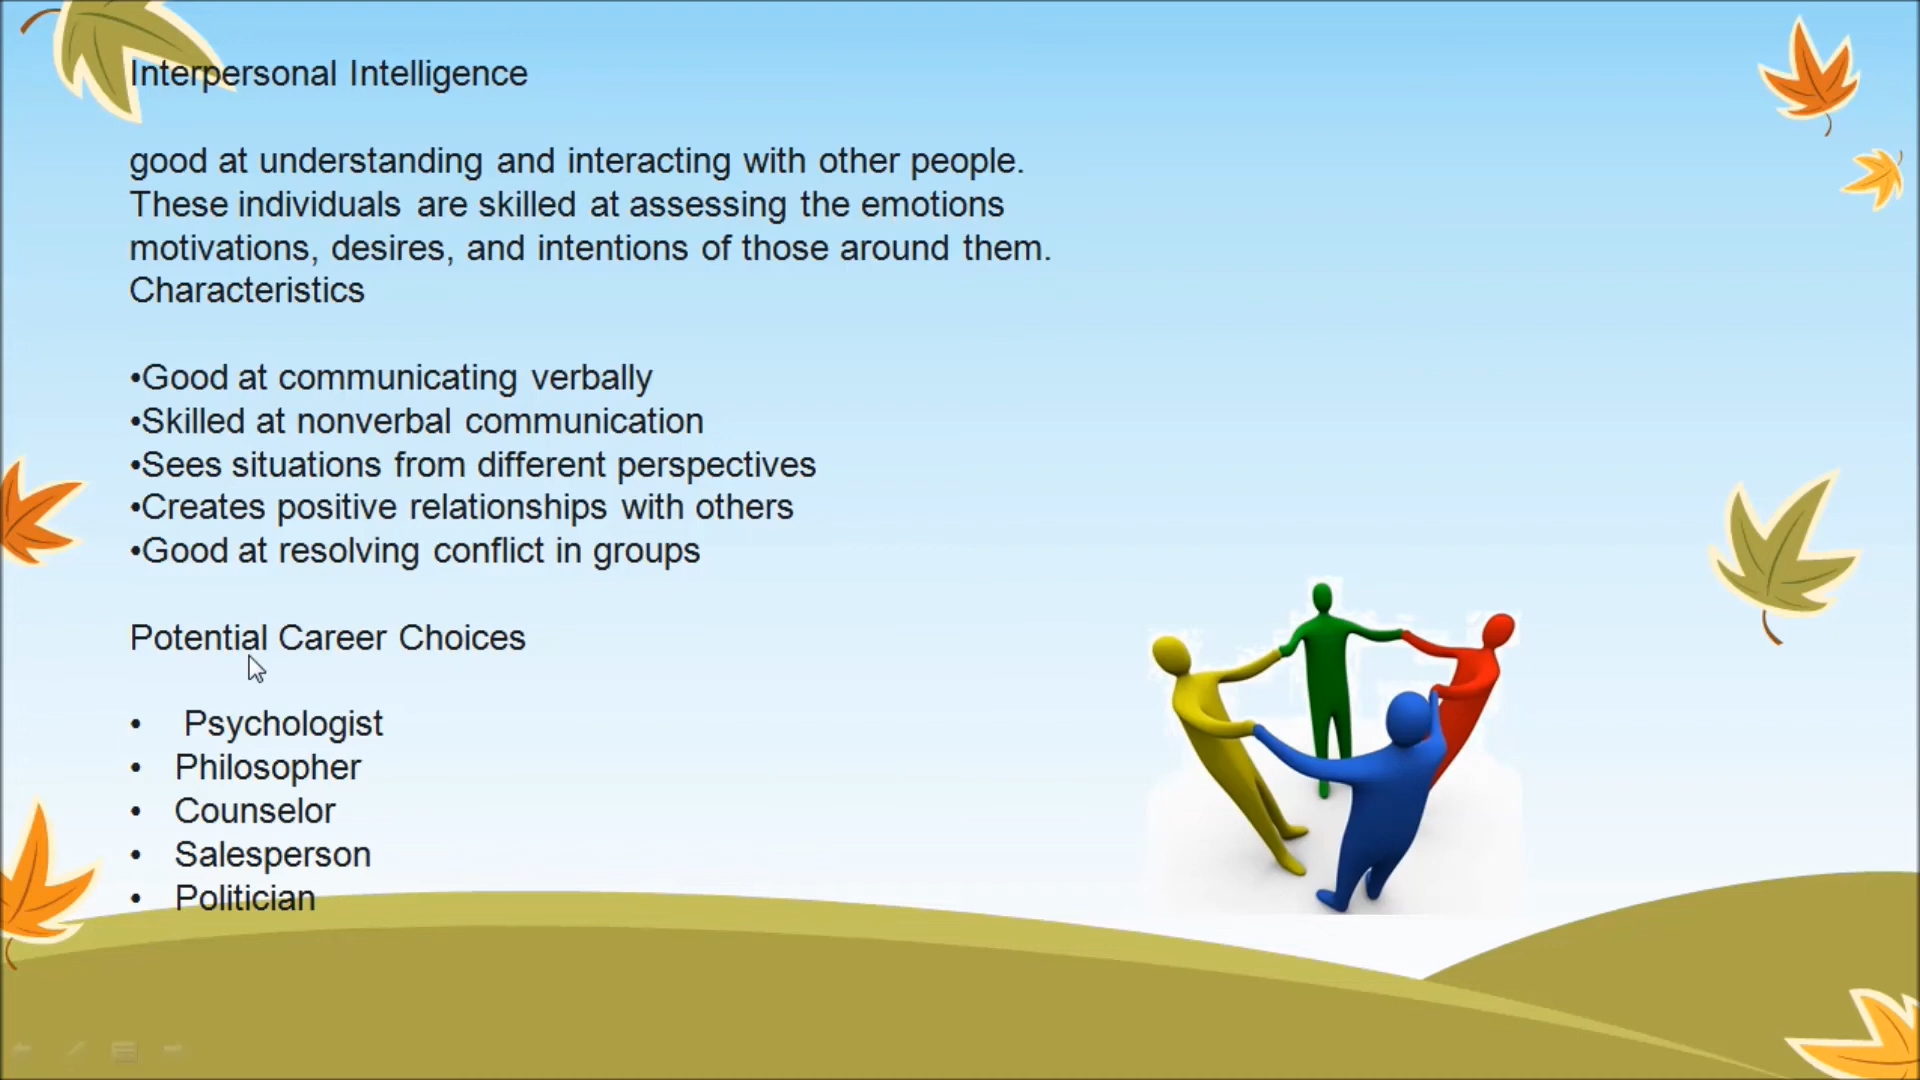 Interpersonal Intelligence
good at understanding and interacting with other people.
These individuals are skilled at assessing the emotions
motivations, desires, and intentions of those around them.
Characteristics
•Good at communicating verbally
•Skilled at nonverbal communication
•Sees situations from different perspectives
•Creates positive relationships with others
•Good at resolving conflict in groups
Potential Career Choices
• Psychologist
• Philosopher
• Counselor
• Salesperson
• Politician